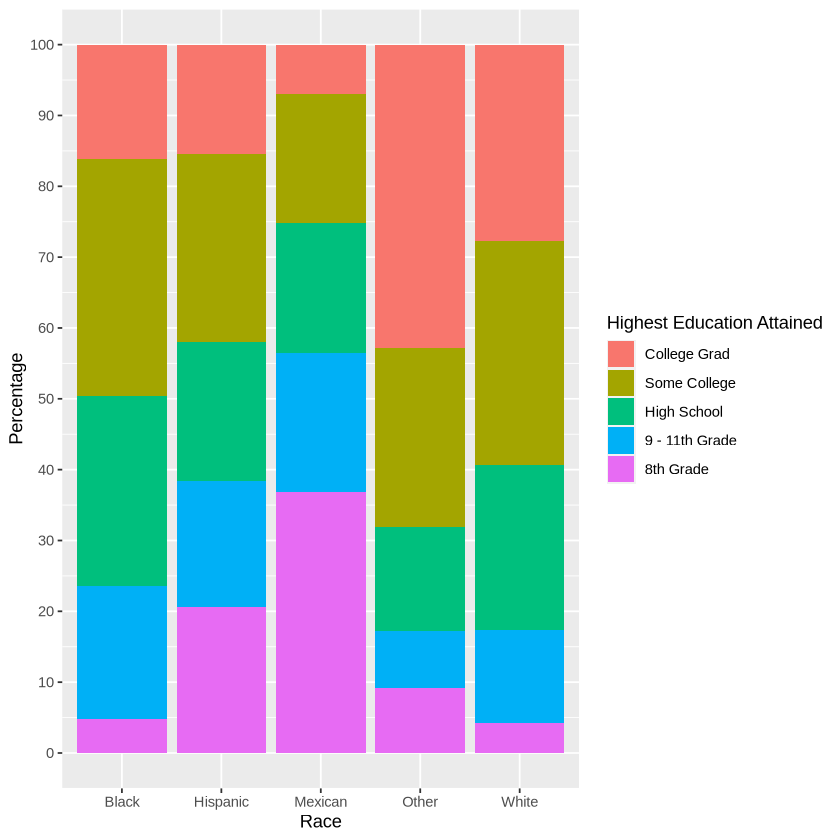 100
90
80
70
60
50
40
30
20
10
0
Percentage
Black Hispanic Mexican Other White
Race
Highest Education Attained
College Grad
Some College
High School
9 - 11th Grade
8th Grade